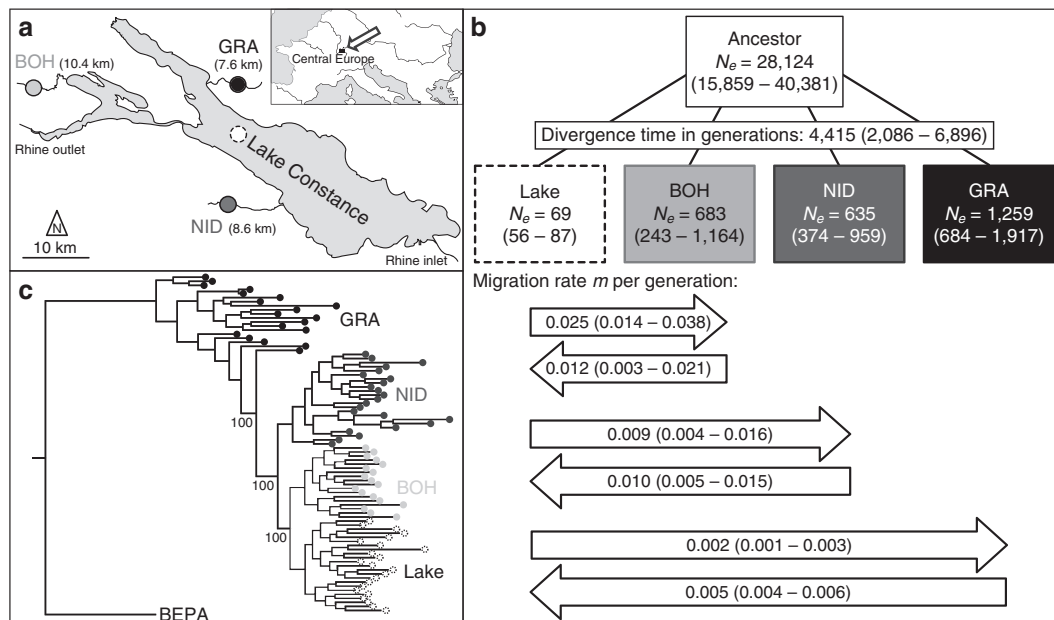 a
BOH (10.4 km)
GRA
(7.6 km)
Central Europe
Rhine outlet
Lake Constance
NID (8.6 km)
N
10 km
Rhine inlet
b
Ancestor
Ne = 28,124
(15,859 – 40,381)
Divergence time in generations: 4,415 (2,086 – 6,896)
Lake
Ne = 69
(56 – 87)
BOH
Ne = 683
(243 – 1,164)
NID
Ne = 635
(374 – 959)
GRA
Ne = 1,259
(684 – 1,917)
Migration rate m per generation:
0.025 (0.014 – 0.038)
0.012 (0.003 – 0.021)
0.009 (0.004 – 0.016)
0.010 (0.005 – 0.015)
0.002 (0.001 – 0.003)
0.005 (0.004 – 0.006)
c
GRA
NID
100
100
BOH
100
Lake
BEPA